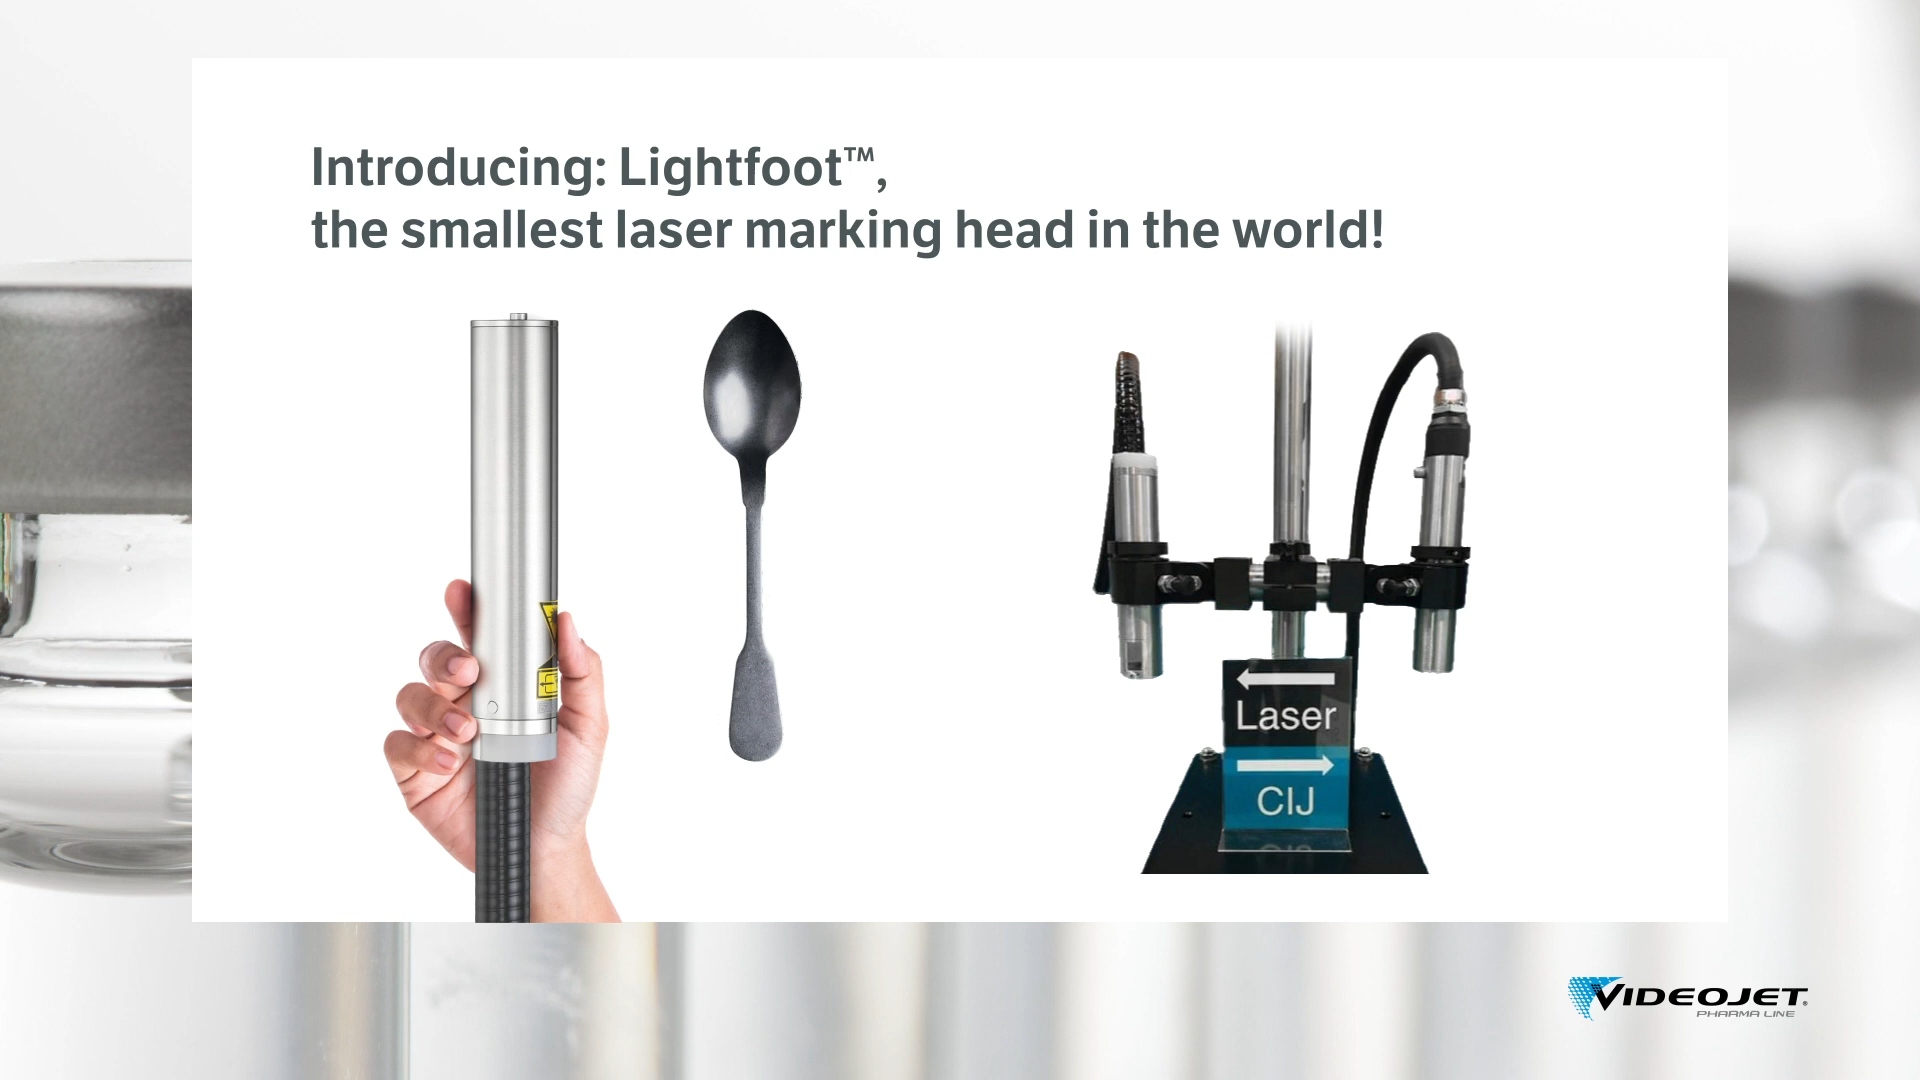 Introducing: Lightfoot™,
the smallest laser marking head in the world!
Laser
CIJ
VIDEOJET®
PHARMA LINE